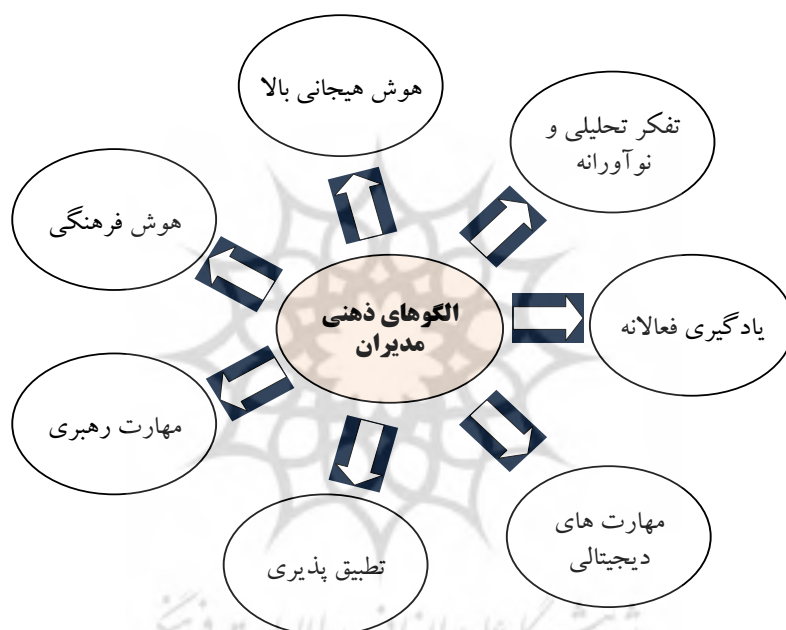 هوش هیجانی بالا
تفکر تحلیلی و
نوآورانه
هوش فرهنگی
الگوهای ذهنی
مدیران
یادگیری فعالانه
مهارت رهبری
مهارت های
دیجیتالی
تطبیق پذیری